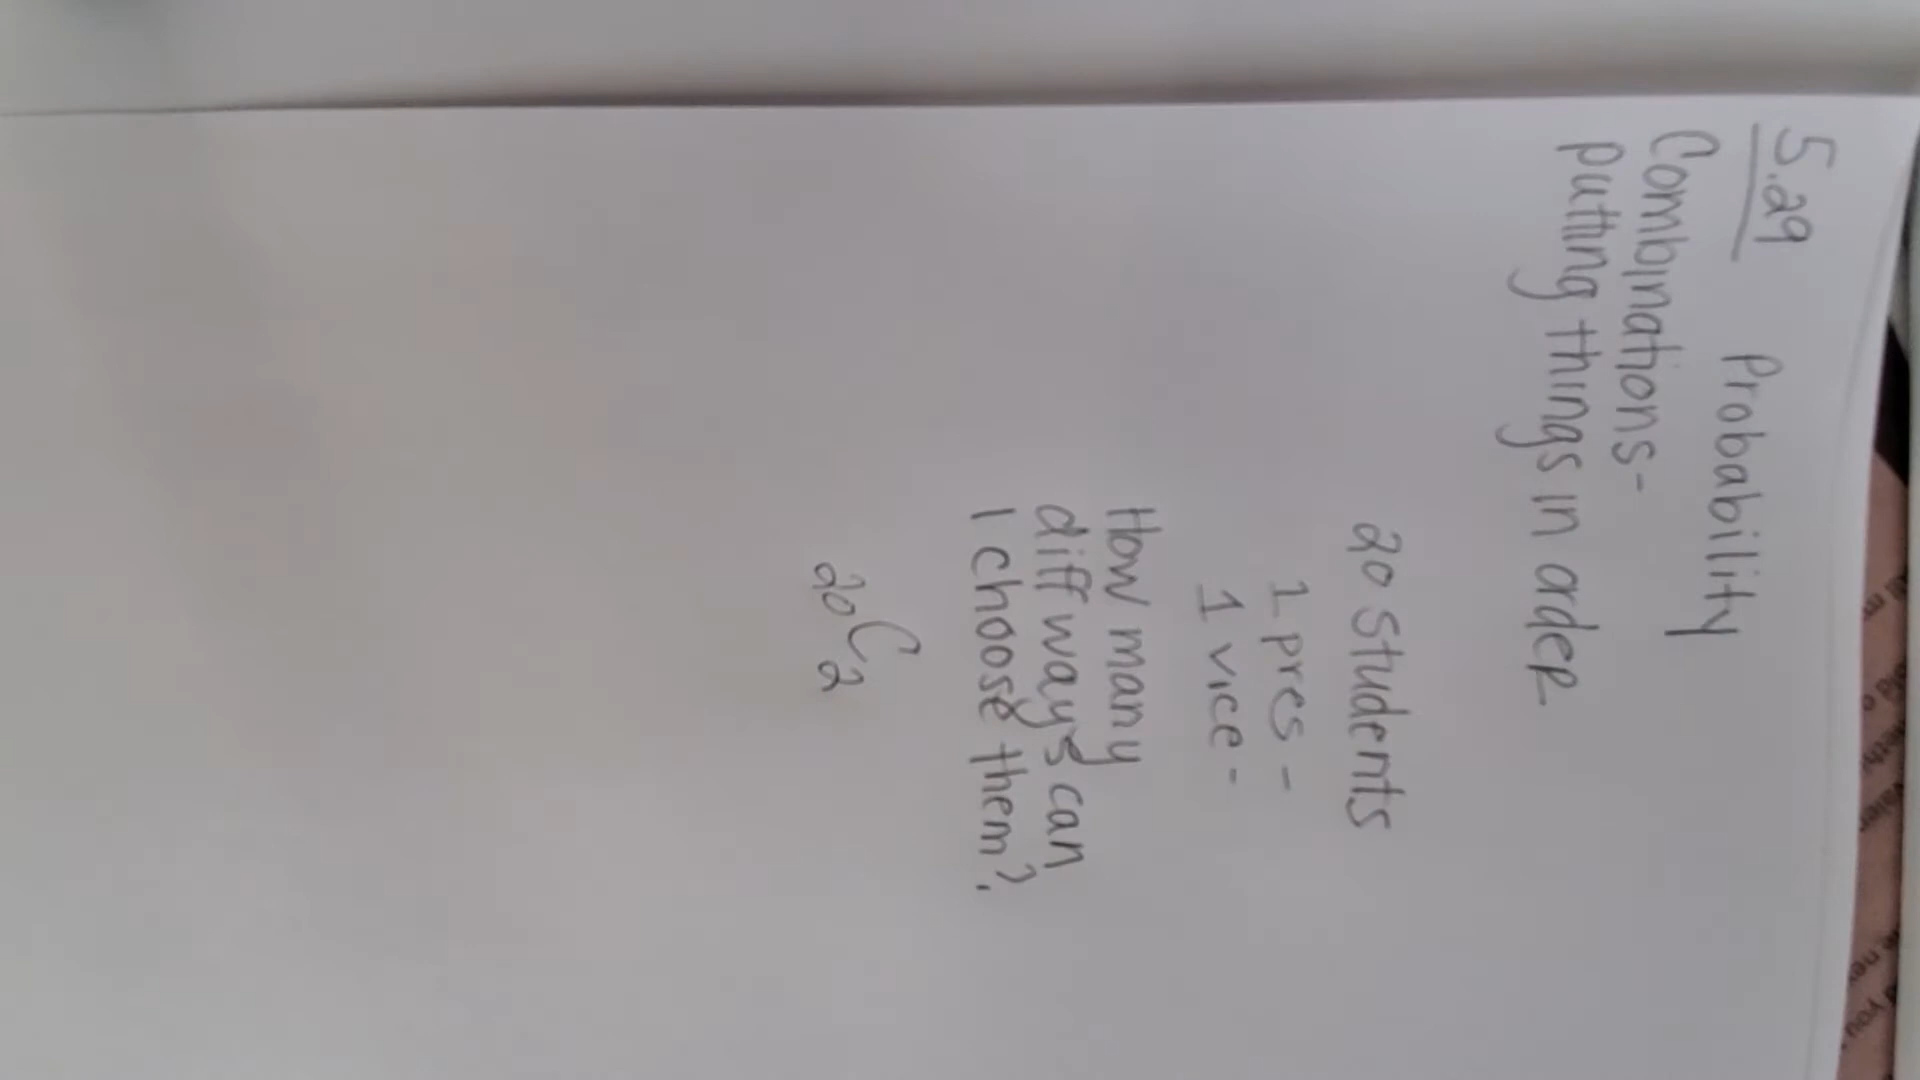 5.29 Probability
Combinations-
putting things in order
20 students
1 pres -
1 vice -
How many
diff ways can
I choose them?
20C2